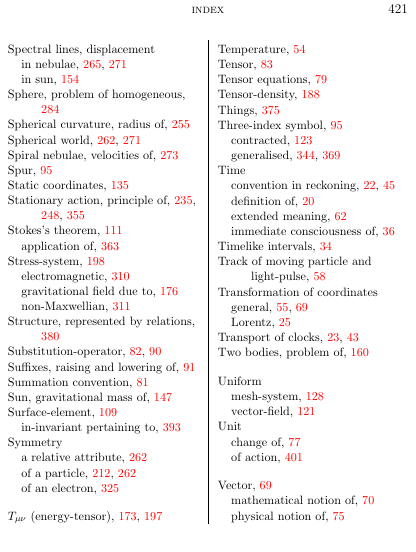 INDEX 421
Spectral lines, displacement
in nebulae, 265, 271
in sun, 154
Sphere, problem of homogeneous,
284
Spherical curvature, radius of, 255
Spherical world, 262, 271
Spiral nebulae, velocities of, 273
Spur, 95
Static coordinates, 135
Stationary action, principle of, 235,
248, 355
Stokes's theorem, 111
application of, 363
Stress-system, 198
electromagnetic, 310
gravitational field due to, 176
non-Maxwellian, 311
Structure, represented by relations,
380
Substitution-operator, 82, 90
Suffixes, raising and lowering of, 91
Summation convention, 81
Sun, gravitational mass of, 147
Surface-element, 109
in-variant pertaining to, 393
Symmetry
a relative attribute, 262
of a particle, 212, 262
of an electron, 325
Tμν (energy-tensor), 173, 197
Temperature, 54
Tensor, 83
Tensor equations, 79
Tensor-density, 188
Things, 375
Three-index symbol, 95
contracted, 123
generalised, 344, 369
Time
convention in reckoning, 22, 45
definition of, 20
extended meaning, 62
immediate consciousness of, 36
Timelike intervals, 34
Track of moving particle and
light-pulse, 58
Transformation of coordinates
general, 55, 69
Lorentz, 25
Transport of clocks, 23, 43
Two bodies, problem of, 160
Uniform
mesh-system, 128
vector-field, 121
Unit
change of, 77
of action, 401
Vector, 69
mathematical notion of, 70
physical notion of, 75